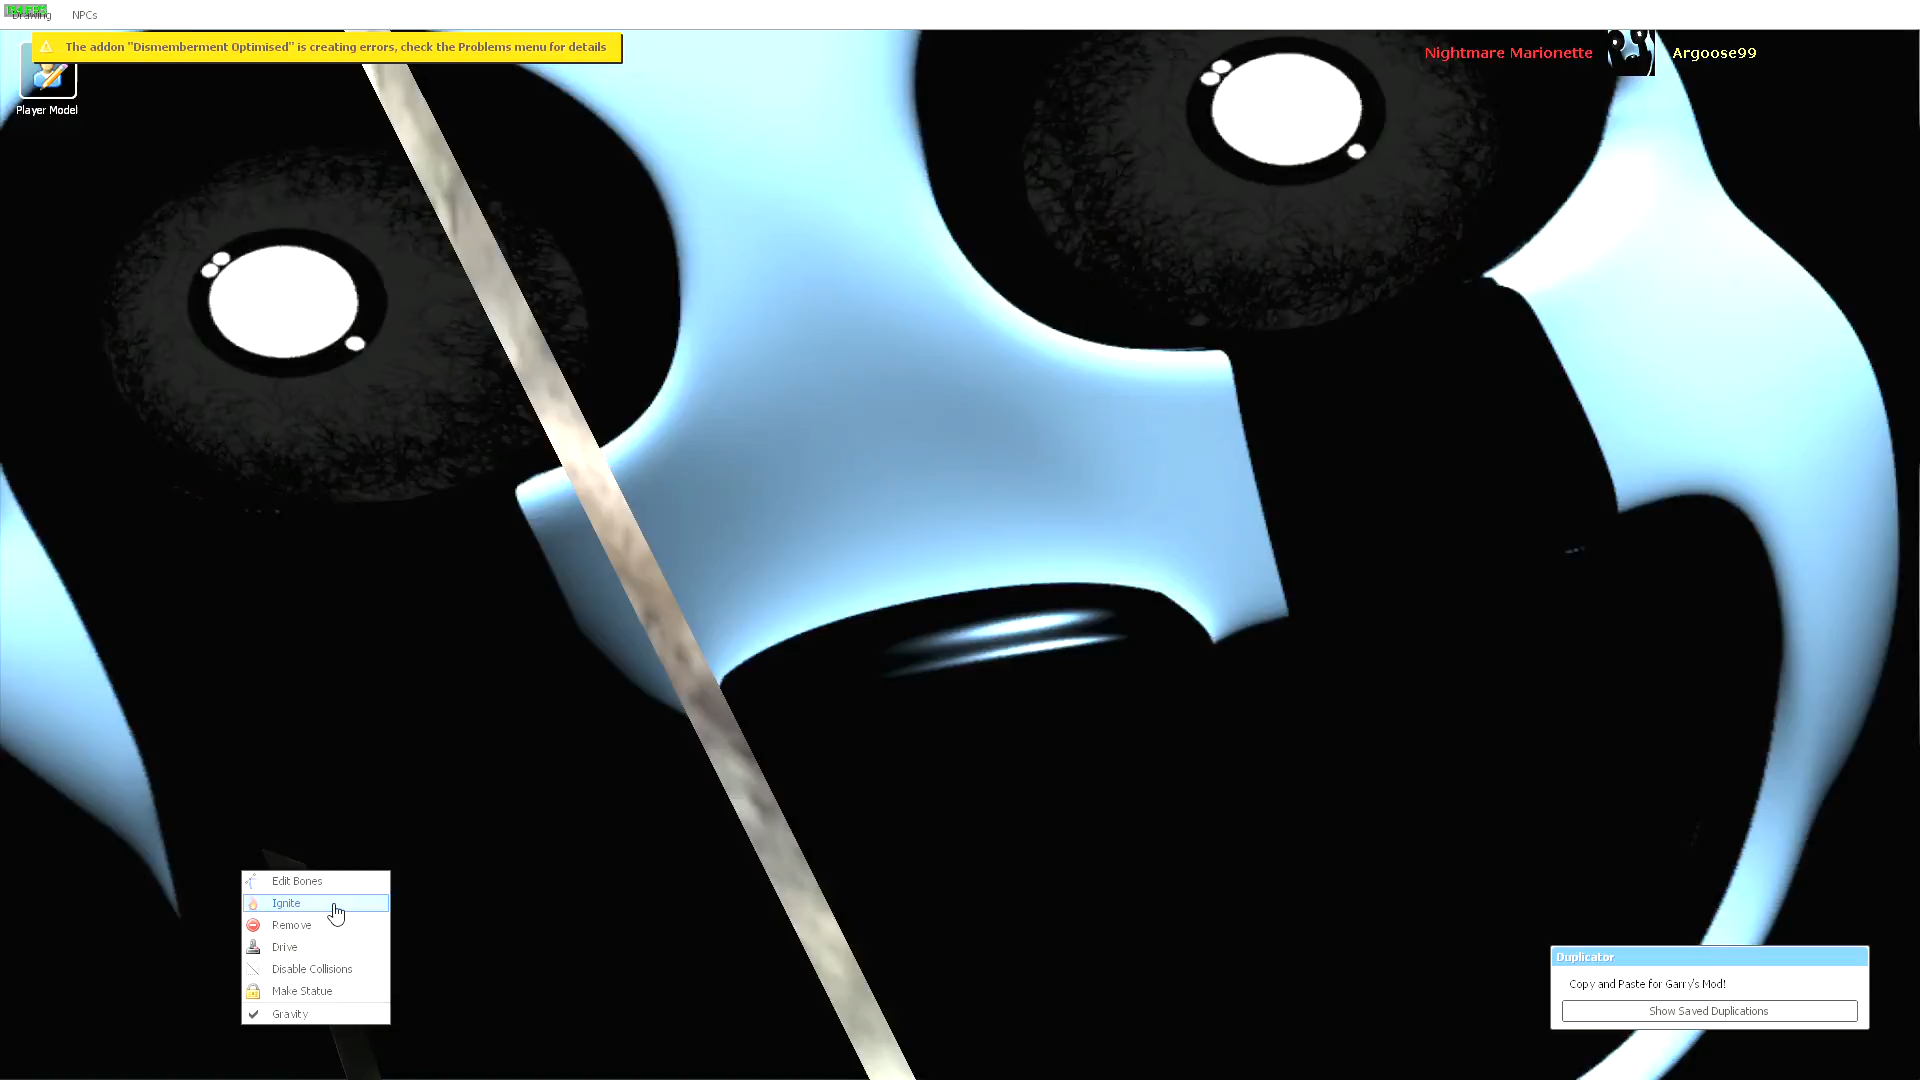 Drawing NPCs
The addon "Dismemberment Optimised" is creating errors, check the Problems menu for details
Nightmare Marionette Argoose99
Player Model
Edit Bones
Ignite
Remove
Drive
Disable Collisions
Make Statue
Gravity
Duplicator
Copy and Paste for Garry's Mod!
Show Saved Duplications